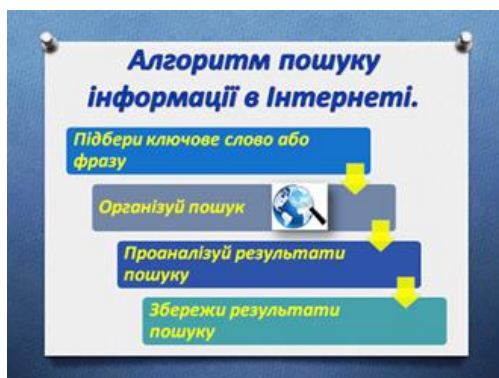 Алгоритм пошуку
інформації в Інтернеті.
Підбери ключове слово або
фразу
Організуй пошук
Проаналізуй результати
пошуку
Збережи результати
пошуку